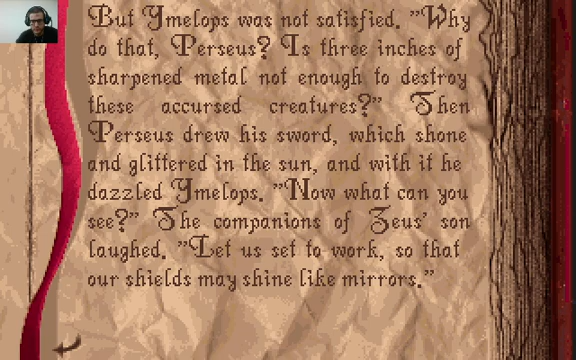 But Ymelops was not satisfied. "Why
do that, Perseus? Is three inches of
sharpened metal not enough to destroy
these accursed creatures?" Then
Perseus drew his sword, which shone
and glittered in the sun, and with it he
dazzled Ymelops. "Now what can you
see?" The companions of Zeus' son
laughed. "Let us set to work, so that
our shields may shine like mirrors."